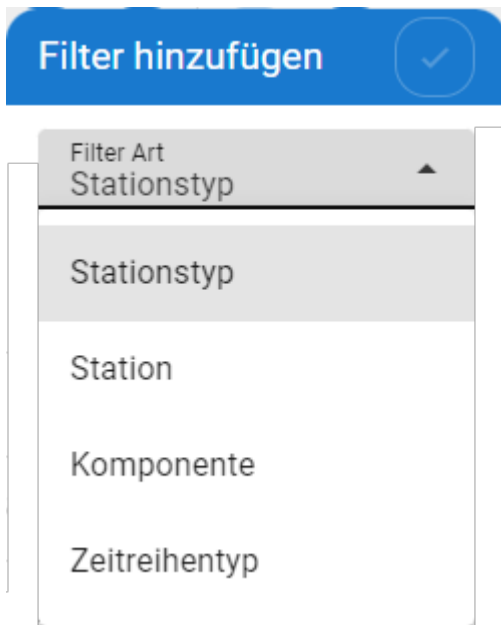 Filter hinzufügen
Filter Art
Stationstyp
Stationstyp
Station
Komponente
Zeitreihentyp